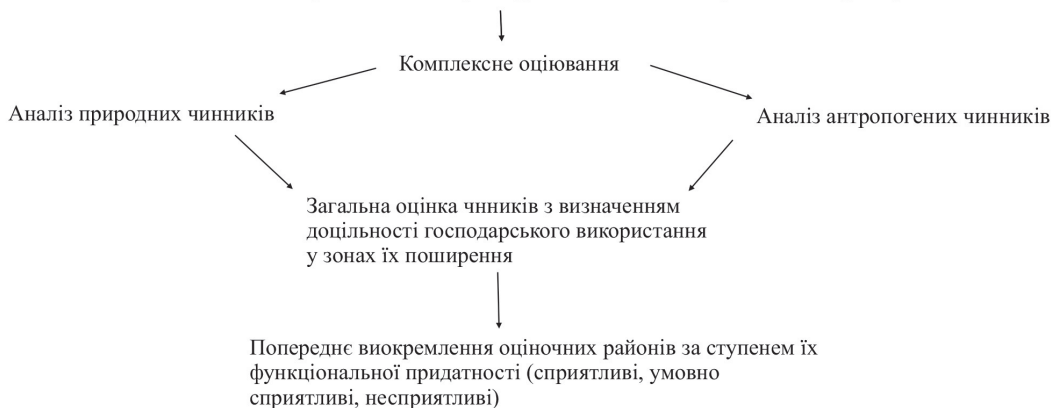 Комплексне оціювання
Аналіз природних чинників
Аналіз антропогених чинників
Загальна оцінка чнників з визначенням
доцільності господарського використання
у зонах їх поширення
Попереднє виокремлення оціночних районів за ступенем їх
функціональної придатності (сприятливі, умовно
сприятливі, несприятливі)